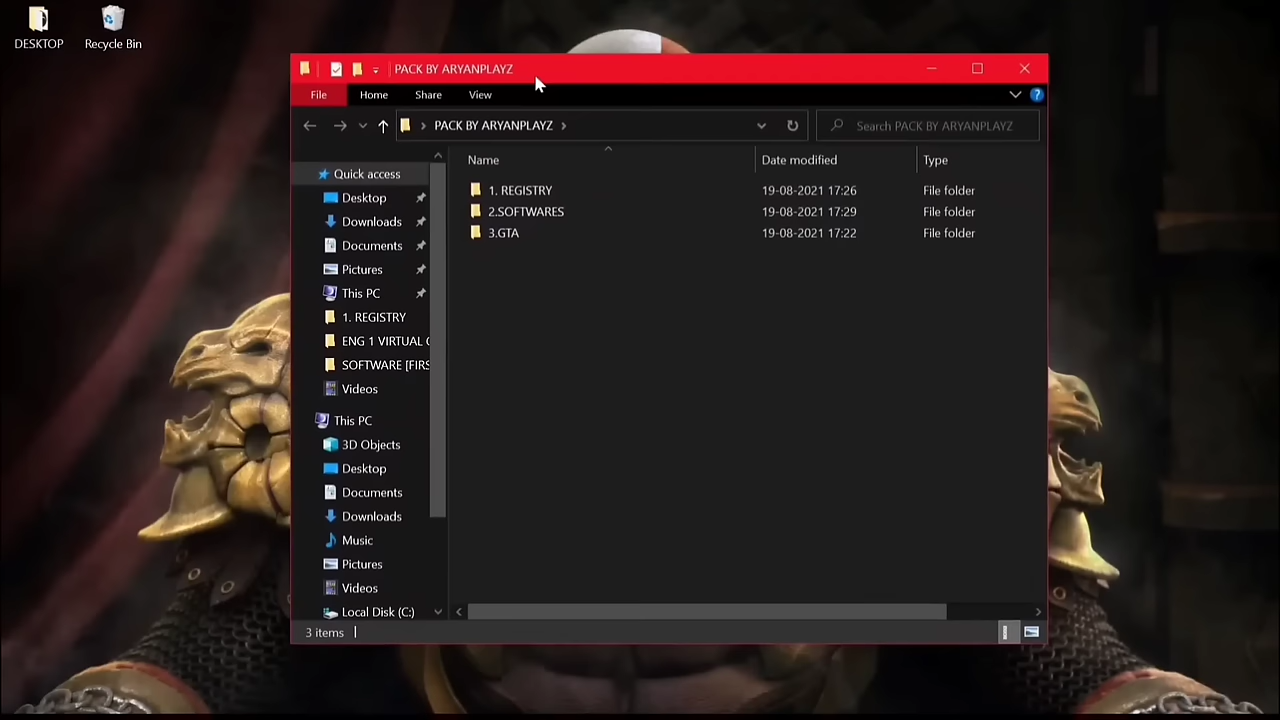 DESKTOP
Recycle Bin
PACK BY ARYANPLAYZ
File Home Share View
PACK BY ARYANPLAYZ
Search PACK BY ARYANPLAYZ
Name Date modified Type
Quick access
Desktop
Downloads
Documents
Pictures
This PC
1. REGISTRY
ENG 1 VIRTUAL
SOFTWARE [FIRS
Videos
This PC
3D Objects
Desktop
Documents
Downloads
Music
Pictures
Videos
Local Disk (C:)
1. REGISTRY 19-08-2021 17:26 File folder
2.SOFTWARES 19-08-2021 17:29 File folder
3.GTA 19-08-2021 17:22 File folder
3 items